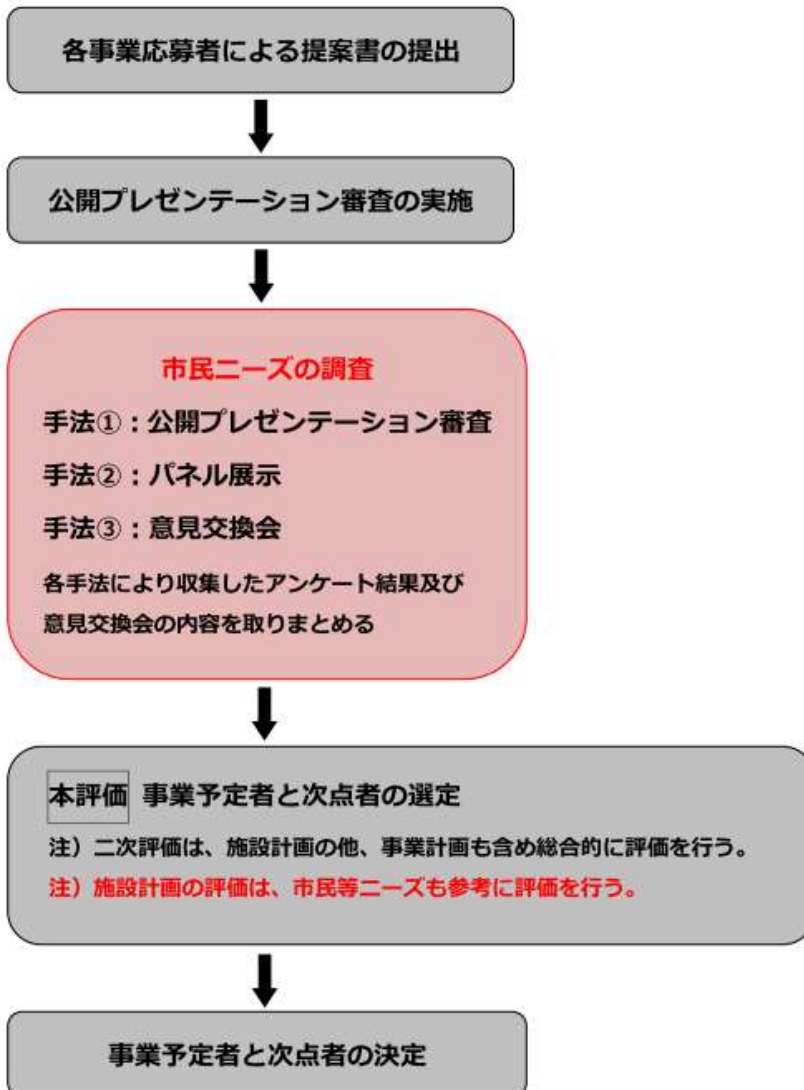 各事業応募者による提案書の提出
公開プレゼンテーション審査の実施
市民ニーズの調査
手法①：公開プレゼンテーション審査
手法②：パネル展示
手法③：意見交換会
各手法により収集したアンケート結果及び
意見交換会の内容を取りまとめる
本評価 事業予定者と次点者の選定
注）二次評価は、施設計画の他、事業計画も含め総合的に評価を行う。
注）施設計画の評価は、市民等ニーズも参考に評価を行う。
事業予定者と次点者の決定